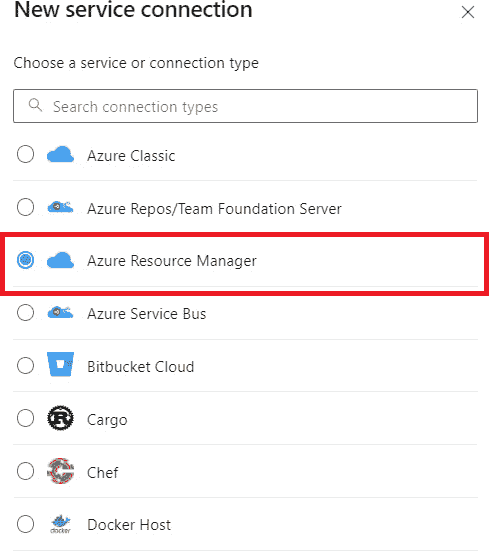 New service connection
Choose a service or connection type
Search connection types
Azure Classic
Azure Repos/Team Foundation Server
Azure Resource Manager
Azure Service Bus
Bitbucket Cloud
Cargo
Chef
docker
Docker Host